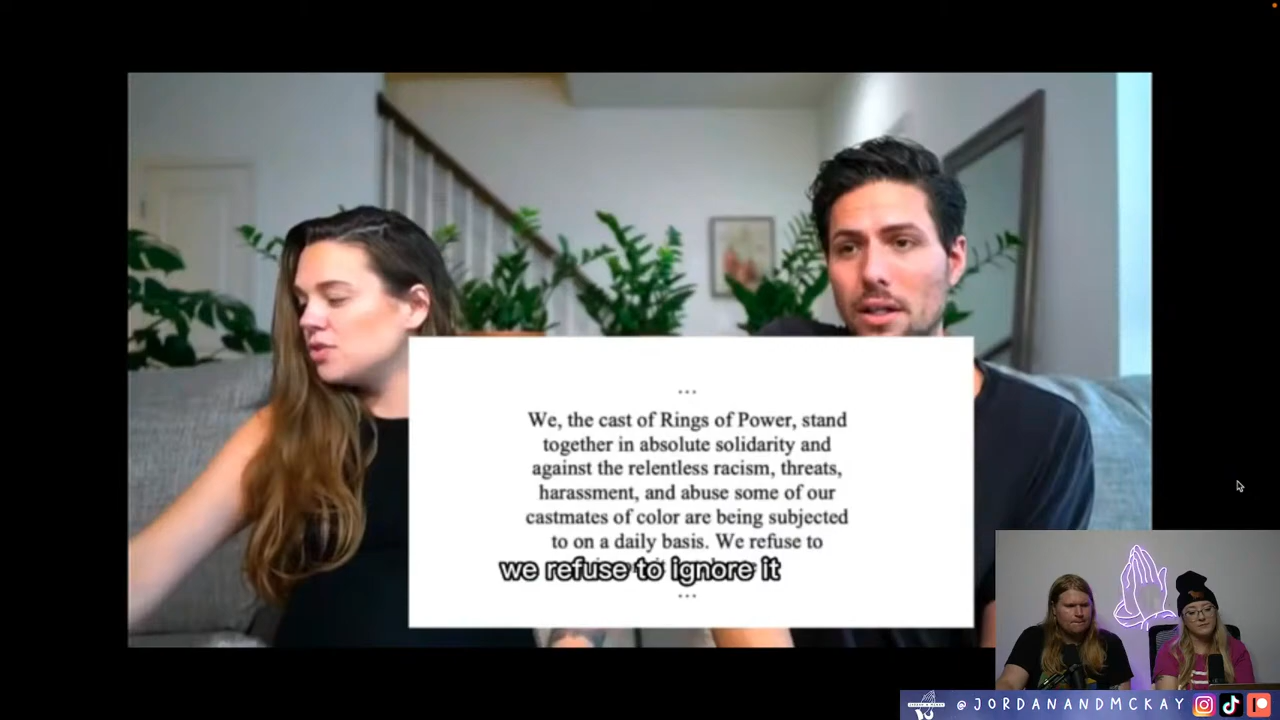 ...
We, the cast of Rings of Power, stand
together in absolute solidarity and
against the relentless racism, threats,
harassment, and abuse some of our
castmates of color are being subjected
to on a daily basis. We refuse to
we refuse to ignore it
...
@JORDANANDMCKAY